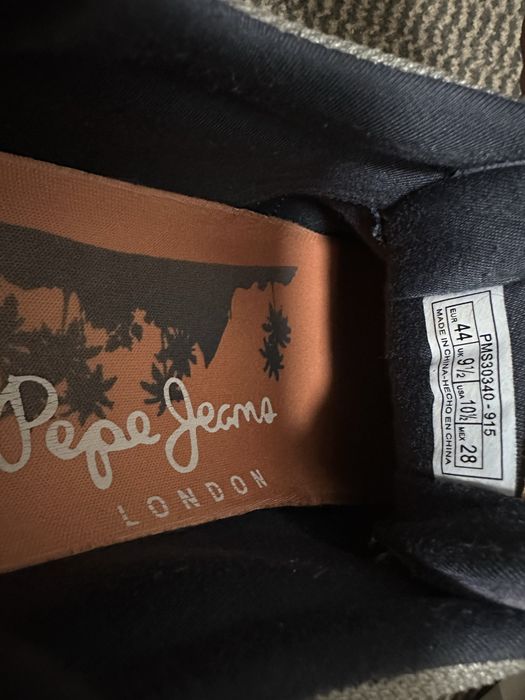 Pepe Jeans
LONDON
PMS30340-915
EUR 44 UK 9½ USA 10½ MEX 28
MADE IN CHINA-HECHO EN CHINA